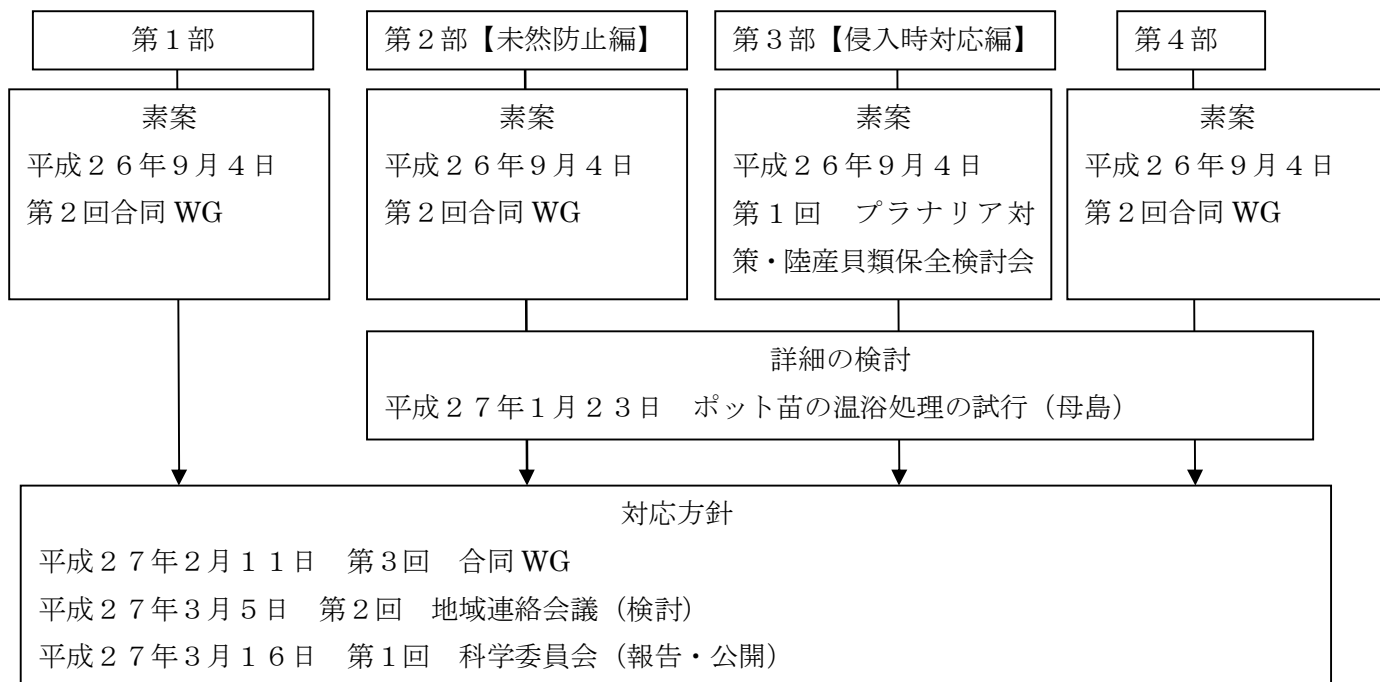 第１部
第２部【未然防止編】
第３部【侵入時対応編】
第４部
素案
平成２６年９月４日
第２回合同 WG
素案
平成２６年９月４日
第２回合同 WG
素案
平成２６年９月４日
第１回　プラナリア対
策・陸産貝類保全検討会
素案
平成２６年９月４日
第２回合同 WG
詳細の検討
平成２７年１月２３日　ポット苗の温浴処理の試行（母島）
対応方針
平成２７年２月１１日　第３回　合同 WG
平成２７年３月５日　第２回　地域連絡会議（検討）
平成２７年３月１６日　第１回　科学委員会（報告・公開）